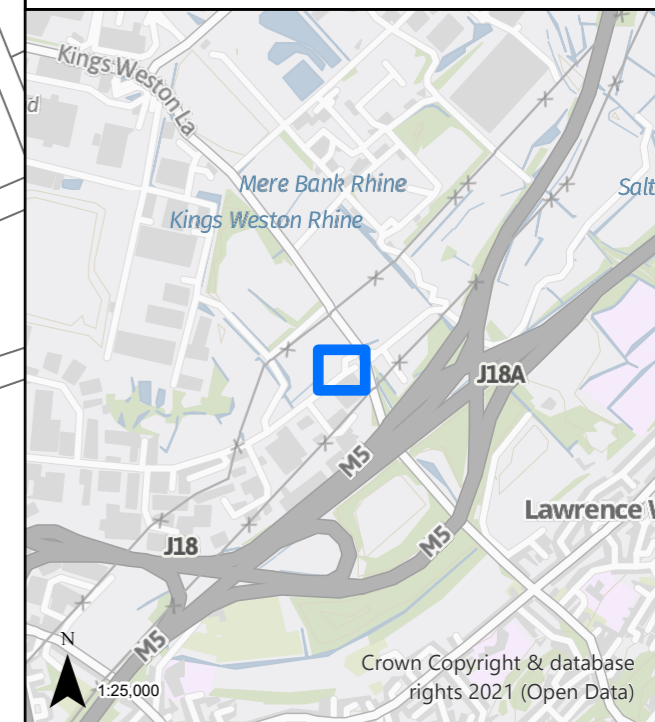 Kings Weston La
d
Mere Bank Rhine
Salt
Kings Weston Rhine
J18A
M5
Lawrence W
M5
J18
M5
N
1:25,000
Crown Copyright & database
rights 2021 (Open Data)